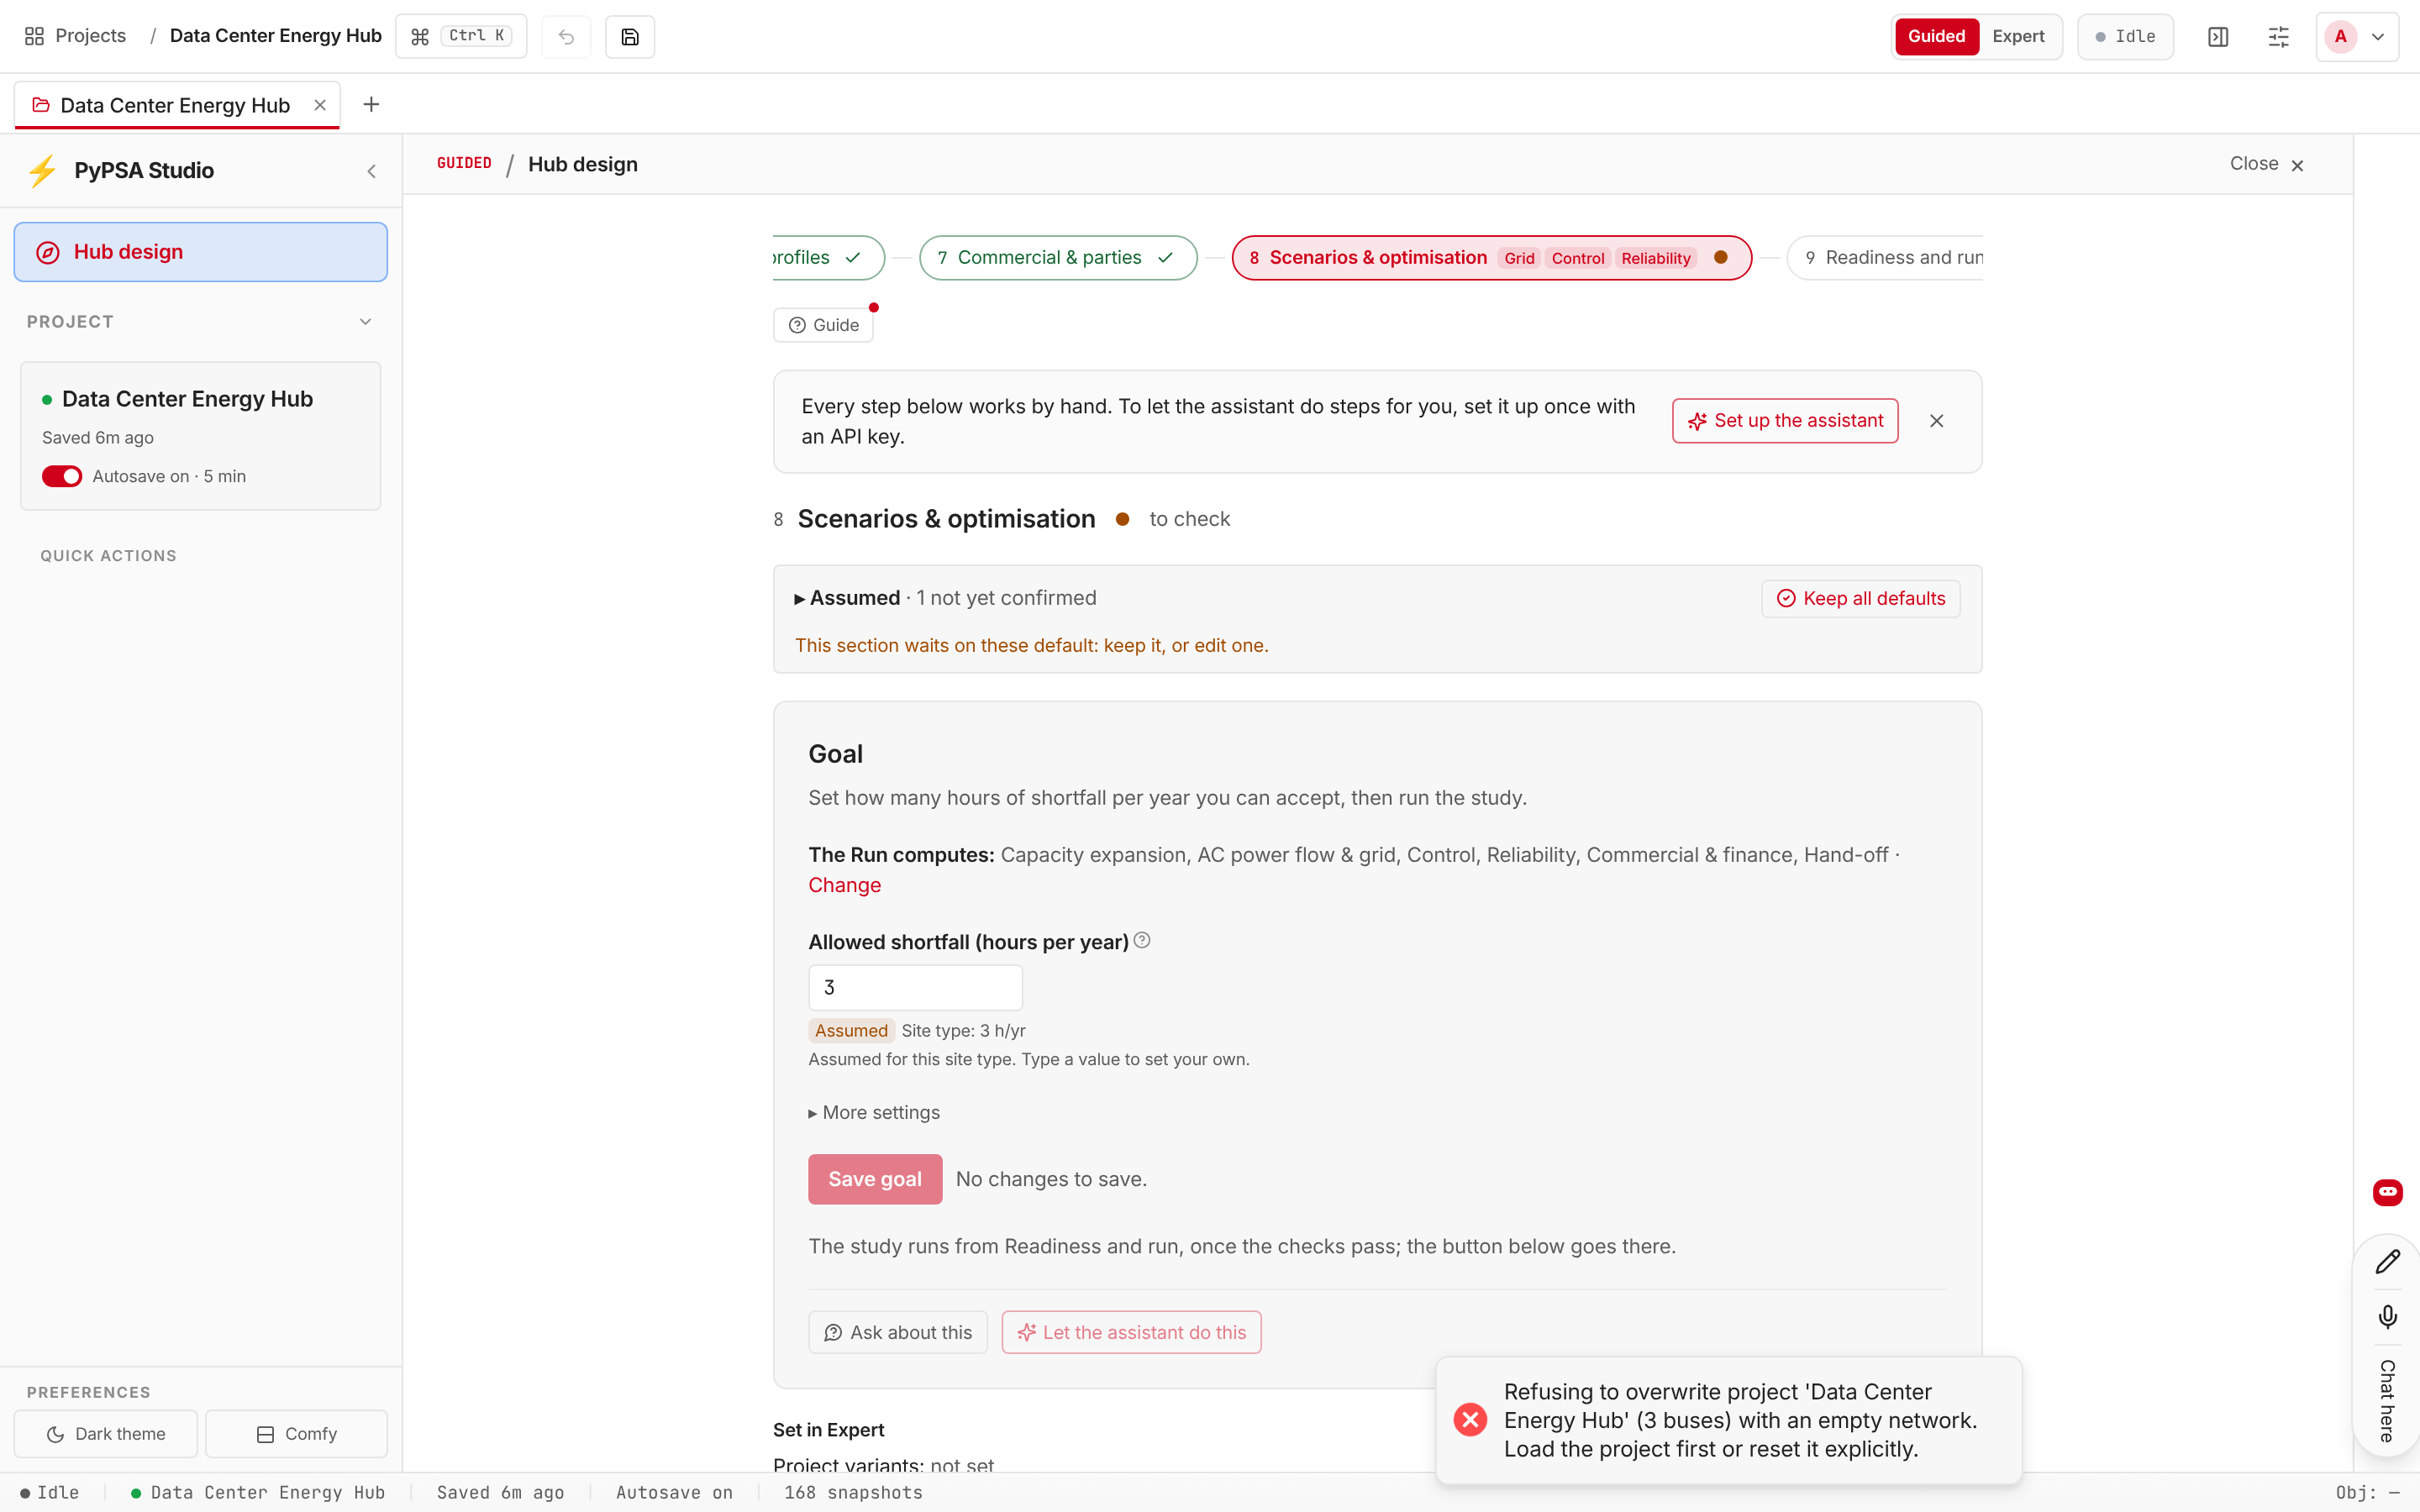 Projects / Data Center Energy Hub Ctrl K
Guided Expert Idle A
Data Center Energy Hub
PyPSA Studio
Hub design
PROJECT
Data Center Energy Hub
Saved 6m ago
Autosave on · 5 min
QUICK ACTIONS
PREFERENCES
Dark theme Comfy
GUIDED / Hub design
Close
rofiles
7 Commercial & parties
8 Scenarios & optimisation Grid Control Reliability
9 Readiness and run
Guide
Every step below works by hand. To let the assistant do steps for you, set it up once with
an API key.
Set up the assistant
8 Scenarios & optimisation to check
Assumed · 1 not yet confirmed
Keep all defaults
This section waits on these default: keep it, or edit one.
Goal
Set how many hours of shortfall per year you can accept, then run the study.
The Run computes: Capacity expansion, AC power flow & grid, Control, Reliability, Commercial & finance, Hand-off ·
Change
Allowed shortfall (hours per year)
3
Assumed Site type: 3 h/yr
Assumed for this site type. Type a value to set your own.
More settings
Save goal No changes to save.
The study runs from Readiness and run, once the checks pass; the button below goes there.
Ask about this Let the assistant do this
Set in Expert
Project variants: not set
Refusing to overwrite project 'Data Center
Energy Hub' (3 buses) with an empty network.
Load the project first or reset it explicitly.
Chat here
Idle Data Center Energy Hub Saved 6m ago Autosave on 168 snapshots Obj: —